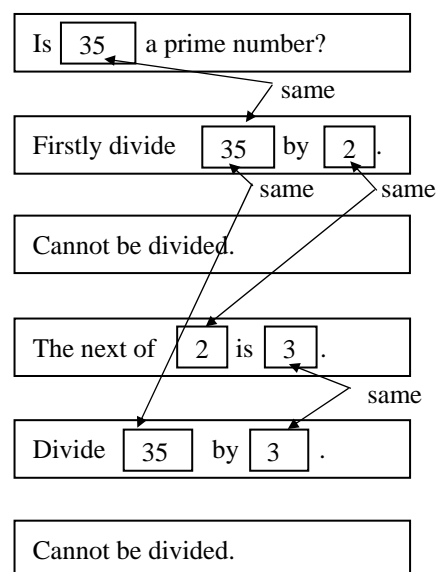 Is 35 a prime number?
same
Firstly divide 35 by 2.
same same
Cannot be divided.
The next of 2 is 3.
same
Divide 35 by 3.
Cannot be divided.